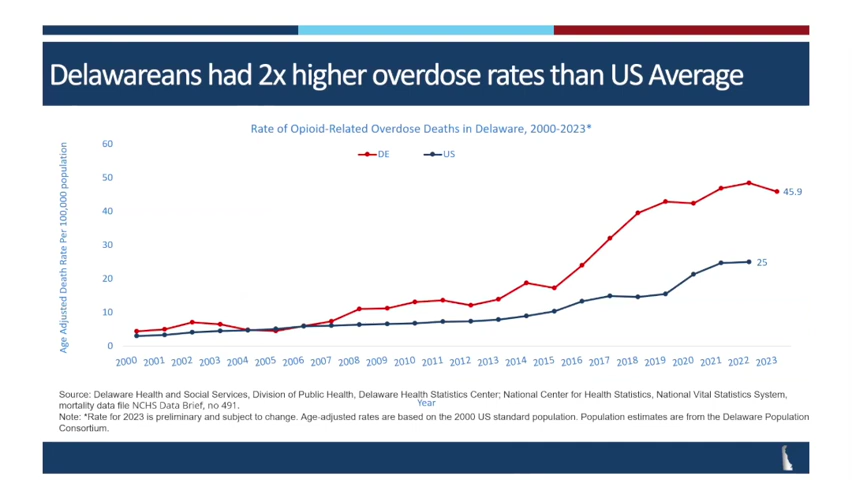 Delawareans had 2x higher overdose rates than US Average
Rate of Opioid-Related Overdose Deaths in Delaware, 2000-2023*
DE
US
Age Adjusted Death Rate Per 100,000 population
60
50
40
30
20
10
0
45.9
25
2000 2001 2002 2003 2004 2005 2006 2007 2008 2009 2010 2011 2012 2013 2014 2015 2016 2017 2018 2019 2020 2021 2022 2023
Year
Source: Delaware Health and Social Services, Division of Public Health, Delaware Health Statistics Center; National Center for Health Statistics, National Vital Statistics System,
mortality data file NCHS Data Brief, no 491.
Note: *Rate for 2023 is preliminary and subject to change. Age-adjusted rates are based on the 2000 US standard population. Population estimates are from the Delaware Population
Consortium.